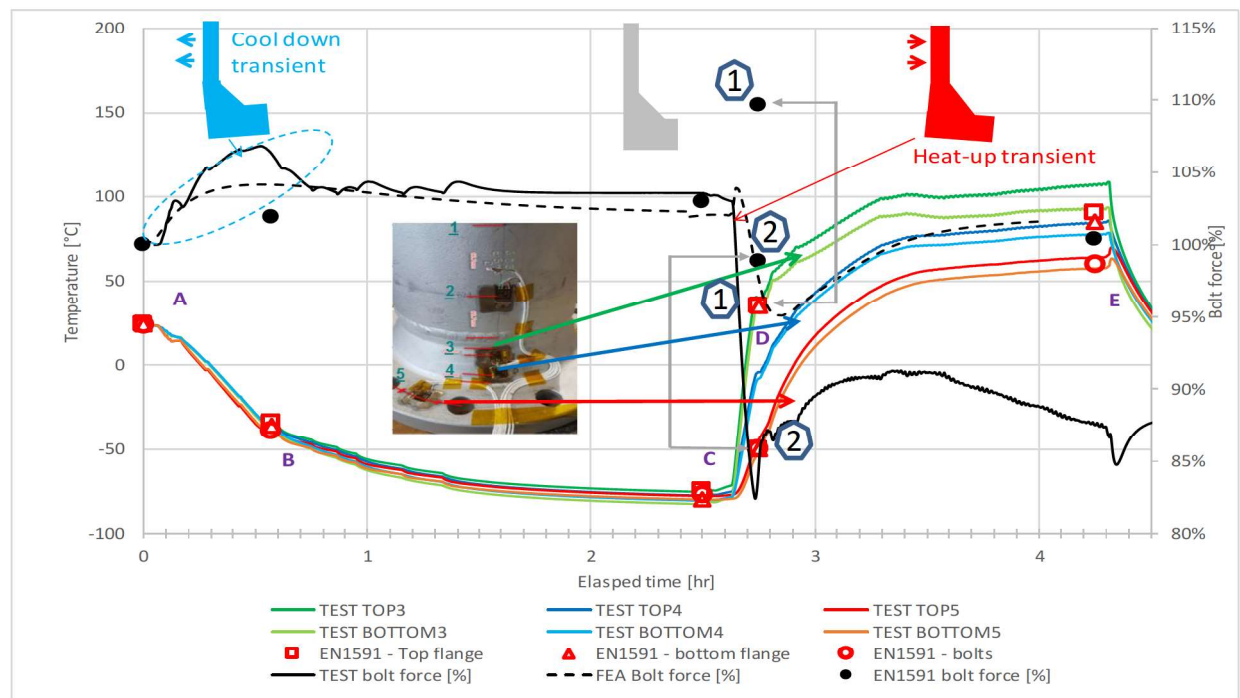 200
150
100
50
0
-50
-100
Temperature [°C]
115%
110%
105%
100%
95%
90%
85%
80%
Bolt force[%]
Cool down
transient
Heat-up transient
1
2
1
2
A
B
C
D
E
1
2
3
4
5
0
1
2
3
4
Elasped time [hr]
TEST TOP3
TEST TOP4
TEST TOP5
TEST BOTTOM3
TEST BOTTOM4
TEST BOTTOM5
EN1591 - Top flange
EN1591 - bottom flange
EN1591 - bolts
TEST bolt force [%]
FEA Bolt force [%]
EN1591 bolt force [%]